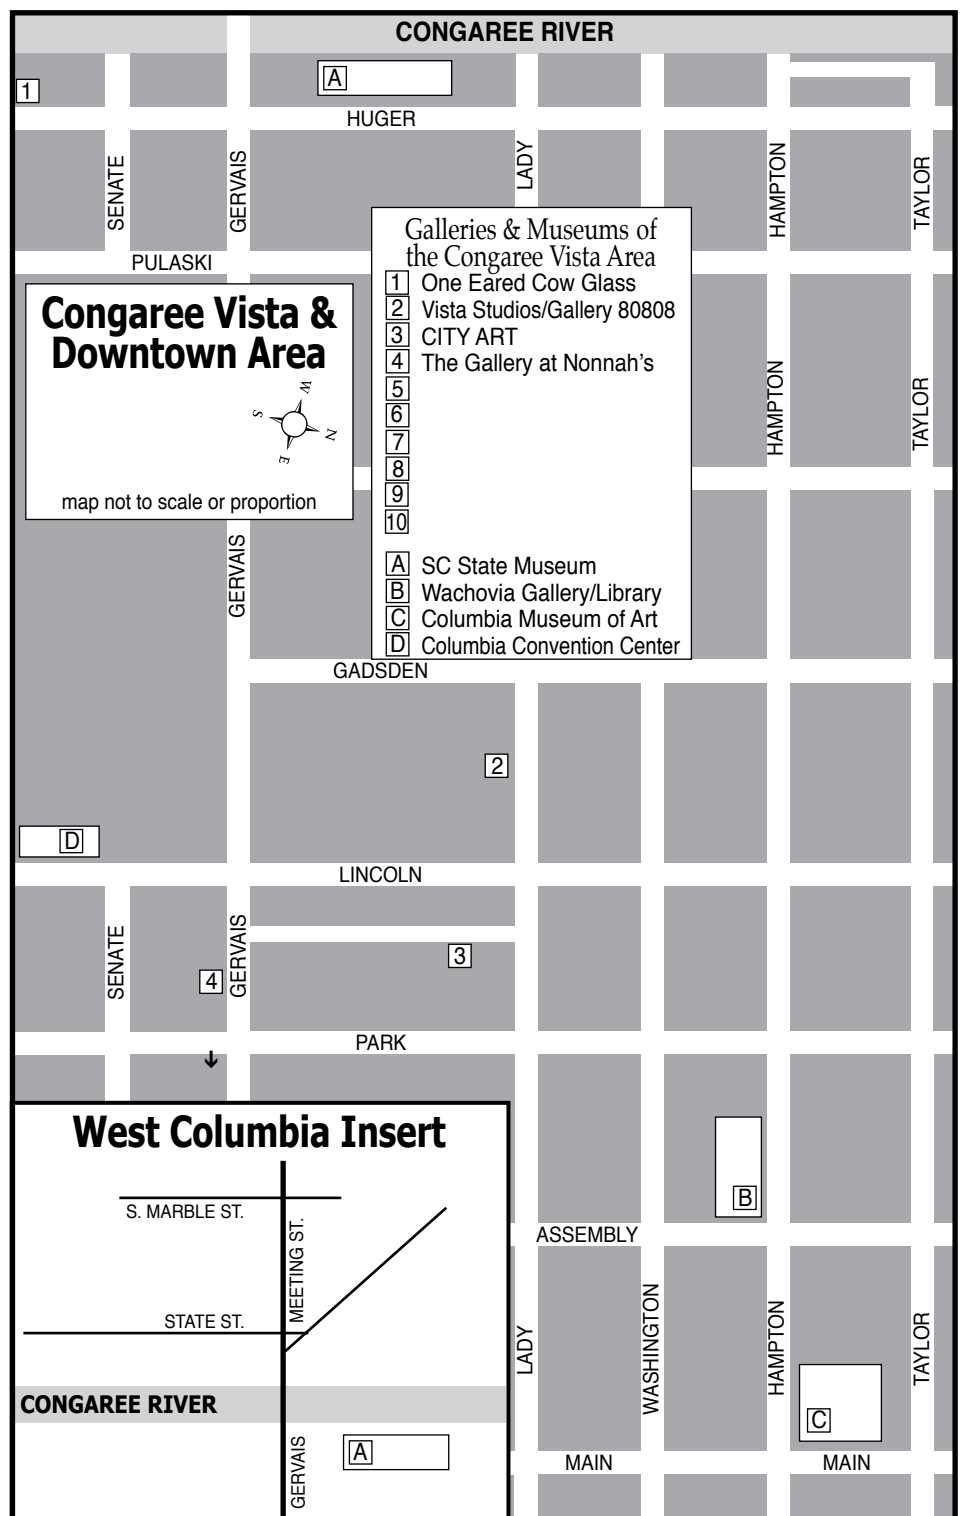 CONGAREE RIVER
A
1
HUGER
SENATE
GERVAIS
LADY
HAMPTON
TAYLOR
PULASKI
Congaree Vista &
Downtown Area
W
S
N
E
map not to scale or proportion
Galleries & Museums of
the Congaree Vista Area
1 One Eared Cow Glass
2 Vista Studios/Gallery 80808
3 CITY ART
4 The Gallery at Nonnah's
5
6
7
8
9
10
A SC State Museum
B Wachovia Gallery/Library
C Columbia Museum of Art
D Columbia Convention Center
HAMPTON
TAYLOR
GERVAIS
GADSDEN
2
D
LINCOLN
SENATE
GERVAIS
3
4
PARK
B
ASSEMBLY
LADY
WASHINGTON
HAMPTON
TAYLOR
C
MAIN
MAIN
West Columbia Insert
S. MARBLE ST.
MEETING ST.
STATE ST.
CONGAREE RIVER
GERVAIS
A